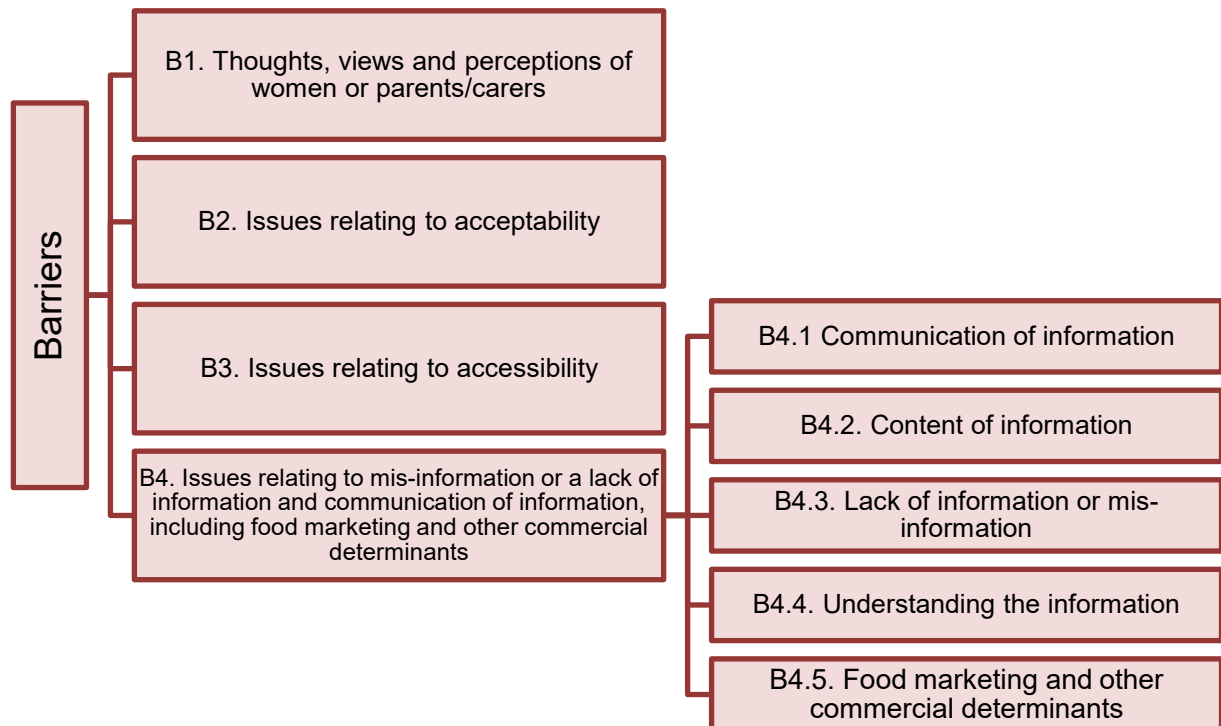 Barriers
B1. Thoughts, views and perceptions of
women or parents/carers
B2. Issues relating to acceptability
B3. Issues relating to accessibility
B4. Issues relating to mis-information or a lack of
information and communication of information,
including food marketing and other commercial
determinants
B4.1 Communication of information
B4.2. Content of information
B4.3. Lack of information or mis-
information
B4.4. Understanding the information
B4.5. Food marketing and other
commercial determinants